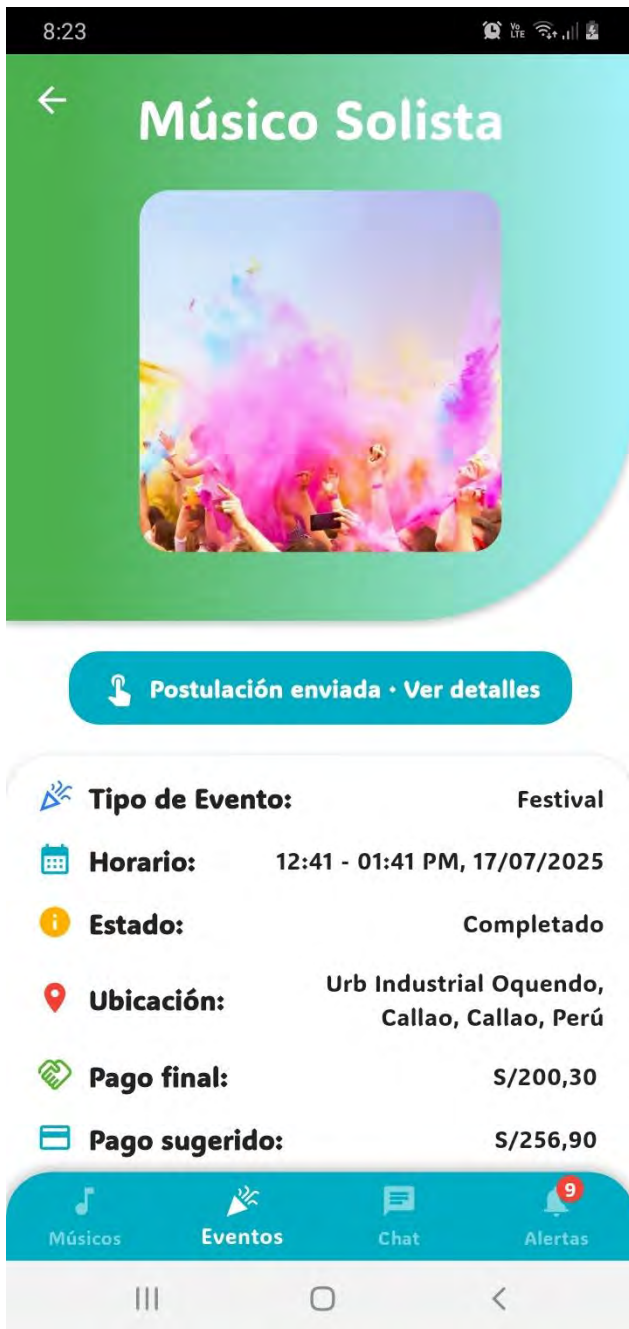 8:23
Vo
LTE
Músico Solista
Postulación enviada • Ver detalles
Tipo de Evento: Festival
Horario: 12:41 - 01:41 PM, 17/07/2025
Estado: Completado
Ubicación: Urb Industrial Oquendo,
Callao, Callao, Perú
Pago final: S/200,30
Pago sugerido: S/256,90
9
Músicos Eventos Chat Alertas